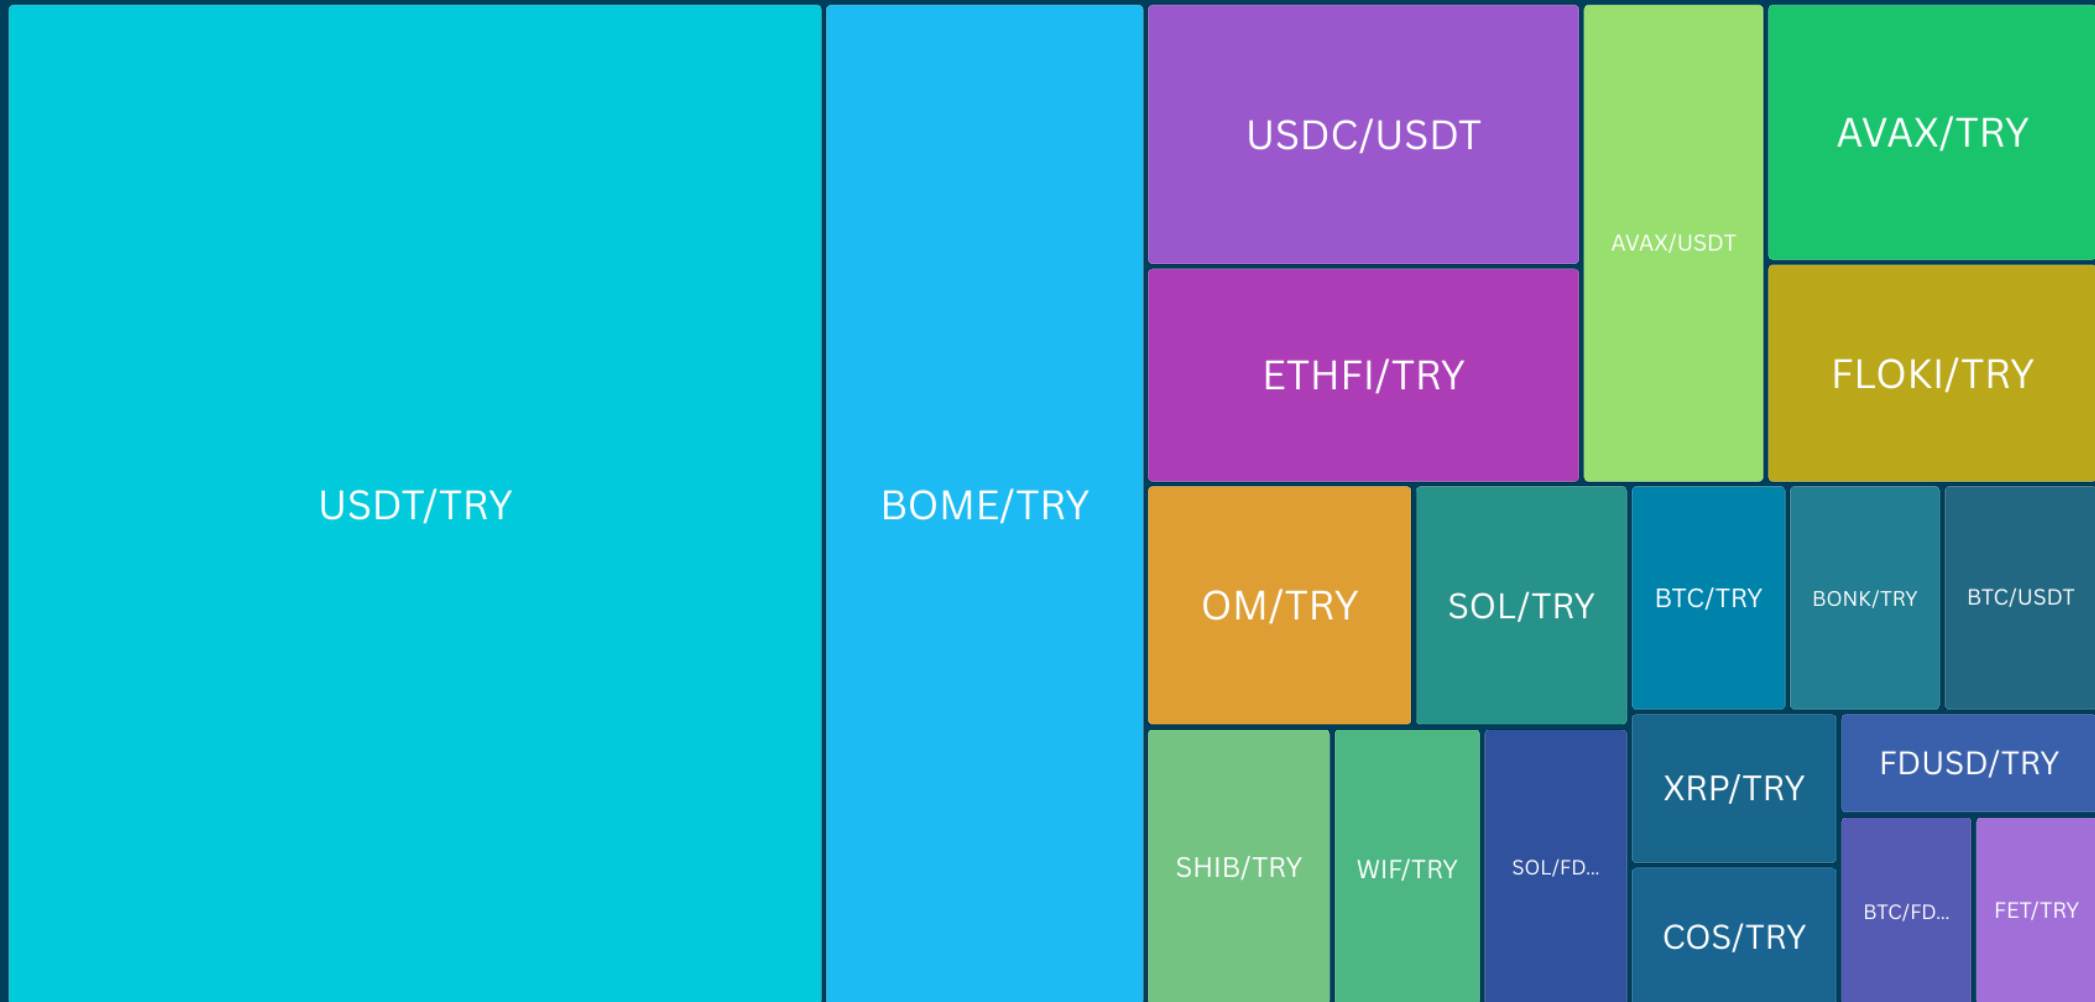 USDT/TRY
BOME/TRY
USDC/USDT
AVAX/USDT
AVAX/TRY
ETHFI/TRY
FLOKI/TRY
OM/TRY
SOL/TRY
BTC/TRY
BONK/TRY
BTC/USDT
SHIB/TRY
WIF/TRY
SOL/FD...
XRP/TRY
FDUSD/TRY
COS/TRY
BTC/FD...
FET/TRY